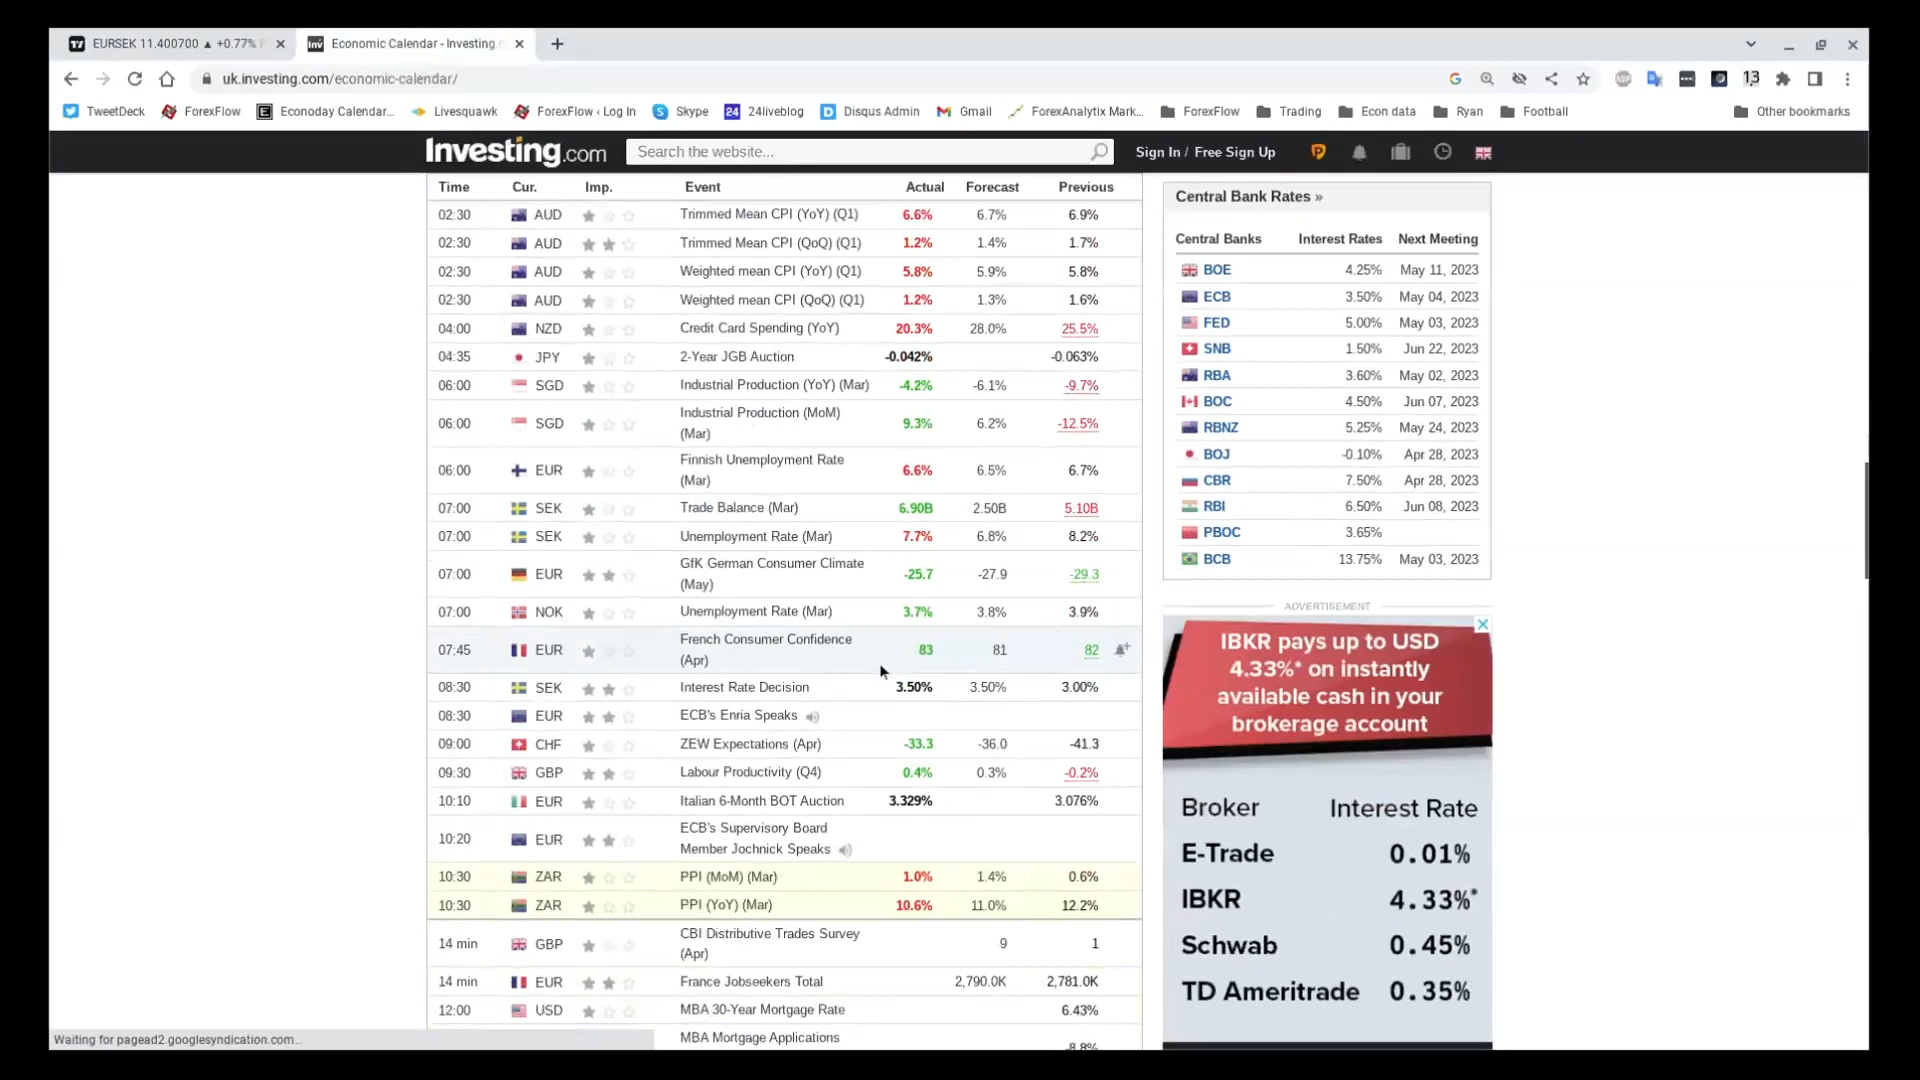 EURSEK 11.400700 ▲ +0.77%
Economic Calendar - Investing.
uk.investing.com/economic-calendar/
13
TweetDeck ForexFlow Econoday Calendar... Livesquawk ForexFlow ‹ Log In Skype 24 24liveblog Disqus Admin Gmail ForexAnalytix Mark... ForexFlow Trading Econ data Ryan Football Other bookmarks
Investing.com Search the website... Sign In / Free Sign Up
Time Cur. Imp. Event Actual Forecast Previous
02:30 AUD Trimmed Mean CPI (YoY) (Q1) 6.6% 6.7% 6.9%
02:30 AUD Trimmed Mean CPI (QoQ) (Q1) 1.2% 1.4% 1.7%
02:30 AUD Weighted mean CPI (YoY) (Q1) 5.8% 5.9% 5.8%
02:30 AUD Weighted mean CPI (QoQ) (Q1) 1.2% 1.3% 1.6%
04:00 NZD Credit Card Spending (YoY) 20.3% 28.0% 25.5%
04:35 JPY 2-Year JGB Auction -0.042% -0.063%
06:00 SGD Industrial Production (YoY) (Mar) -4.2% -6.1% -9.7%
06:00 SGD Industrial Production (MoM)
(Mar) 9.3% 6.2% -12.5%
06:00 EUR Finnish Unemployment Rate
(Mar) 6.6% 6.5% 6.7%
07:00 SEK Trade Balance (Mar) 6.90B 2.50B 5.10B
07:00 SEK Unemployment Rate (Mar) 7.7% 6.8% 8.2%
07:00 EUR GfK German Consumer Climate
(May) -25.7 -27.9 -29.3
07:00 NOK Unemployment Rate (Mar) 3.7% 3.8% 3.9%
07:45 EUR French Consumer Confidence
(Apr) 83 81 82
08:30 SEK Interest Rate Decision 3.50% 3.50% 3.00%
08:30 EUR ECB's Enria Speaks
09:00 CHF ZEW Expectations (Apr) -33.3 -36.0 -41.3
09:30 GBP Labour Productivity (Q4) 0.4% 0.3% -0.2%
10:10 EUR Italian 6-Month BOT Auction 3.329% 3.076%
10:20 EUR ECB's Supervisory Board
Member Jochnick Speaks
10:30 ZAR PPI (MoM) (Mar) 1.0% 1.4% 0.6%
10:30 ZAR PPI (YoY) (Mar) 10.6% 11.0% 12.2%
14 min GBP CBI Distributive Trades Survey
(Apr) 9 1
14 min EUR France Jobseekers Total 2,790.0K 2,781.0K
12:00 USD MBA 30-Year Mortgage Rate 6.43%
MBA Mortgage Applications
-8.8%
Waiting for pagead2.googlesyndication.com...
Central Bank Rates »
Central Banks Interest Rates Next Meeting
BOE 4.25% May 11, 2023
ECB 3.50% May 04, 2023
FED 5.00% May 03, 2023
SNB 1.50% Jun 22, 2023
RBA 3.60% May 02, 2023
BOC 4.50% Jun 07, 2023
RBNZ 5.25% May 24, 2023
BOJ -0.10% Apr 28, 2023
CBR 7.50% Apr 28, 2023
RBI 6.50% Jun 08, 2023
PBOC 3.65%
BCB 13.75% May 03, 2023
ADVERTISEMENT
IBKR pays up to USD
4.33%* on instantly
available cash in your
brokerage account
Broker Interest Rate
E-Trade 0.01%
IBKR 4.33%*
Schwab 0.45%
TD Ameritrade 0.35%